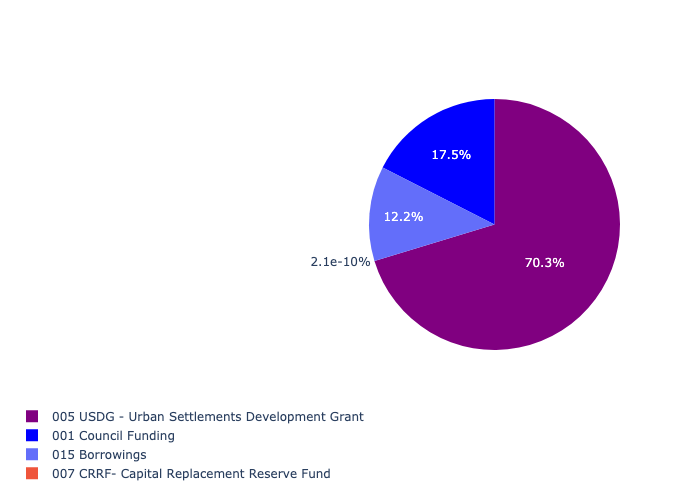 17.5%
12.2%
2.1e-10%
70.3%
005 USDG - Urban Settlements Development Grant
001 Council Funding
015 Borrowings
007 CRRF- Capital Replacement Reserve Fund